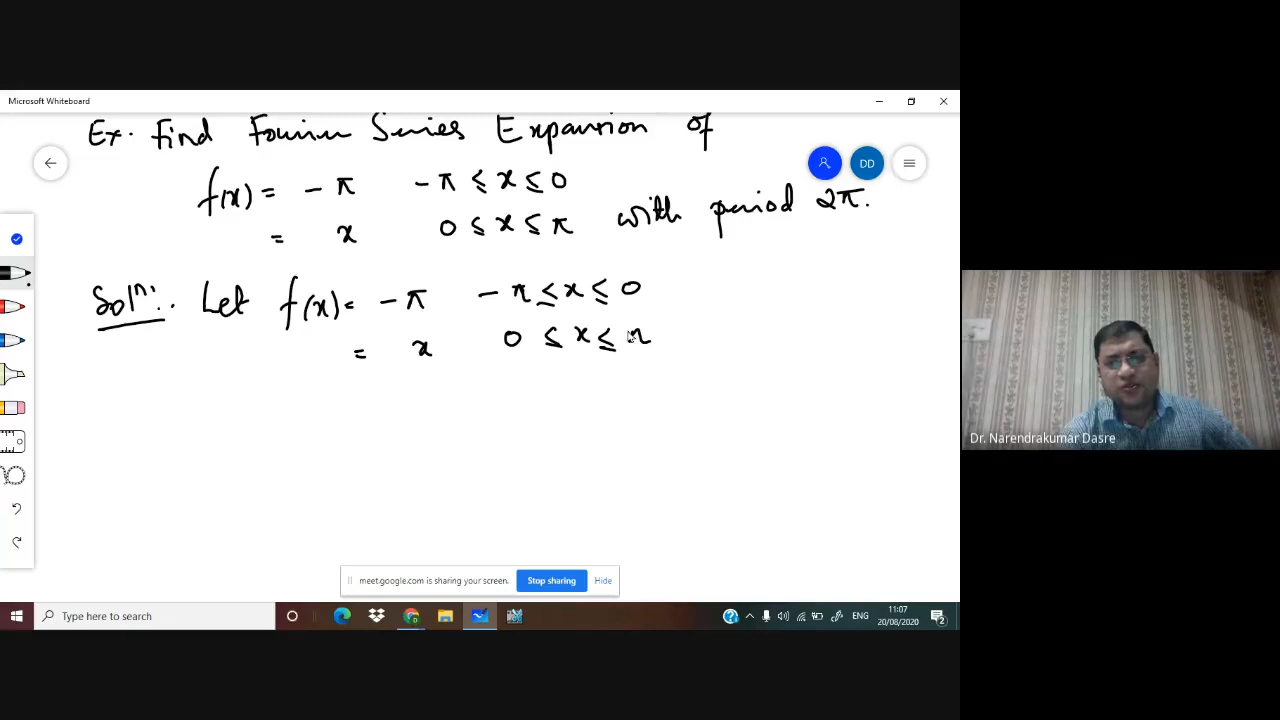 Microsoft Whiteboard
Ex. Find Fourier Series Expansion of
f(x) = - π    - π ≤ x ≤ 0
= x    0 ≤ x ≤ π    with period 2π.
DD
Soln:. Let f(x) = - π    - π ≤ x ≤ 0
= x    0 ≤ x ≤ π
Dr. Narendrakumar Dasre
meet.google.com is sharing your screen. Stop sharing Hide
Type here to search
ENG
11:07
20/08/2020
2